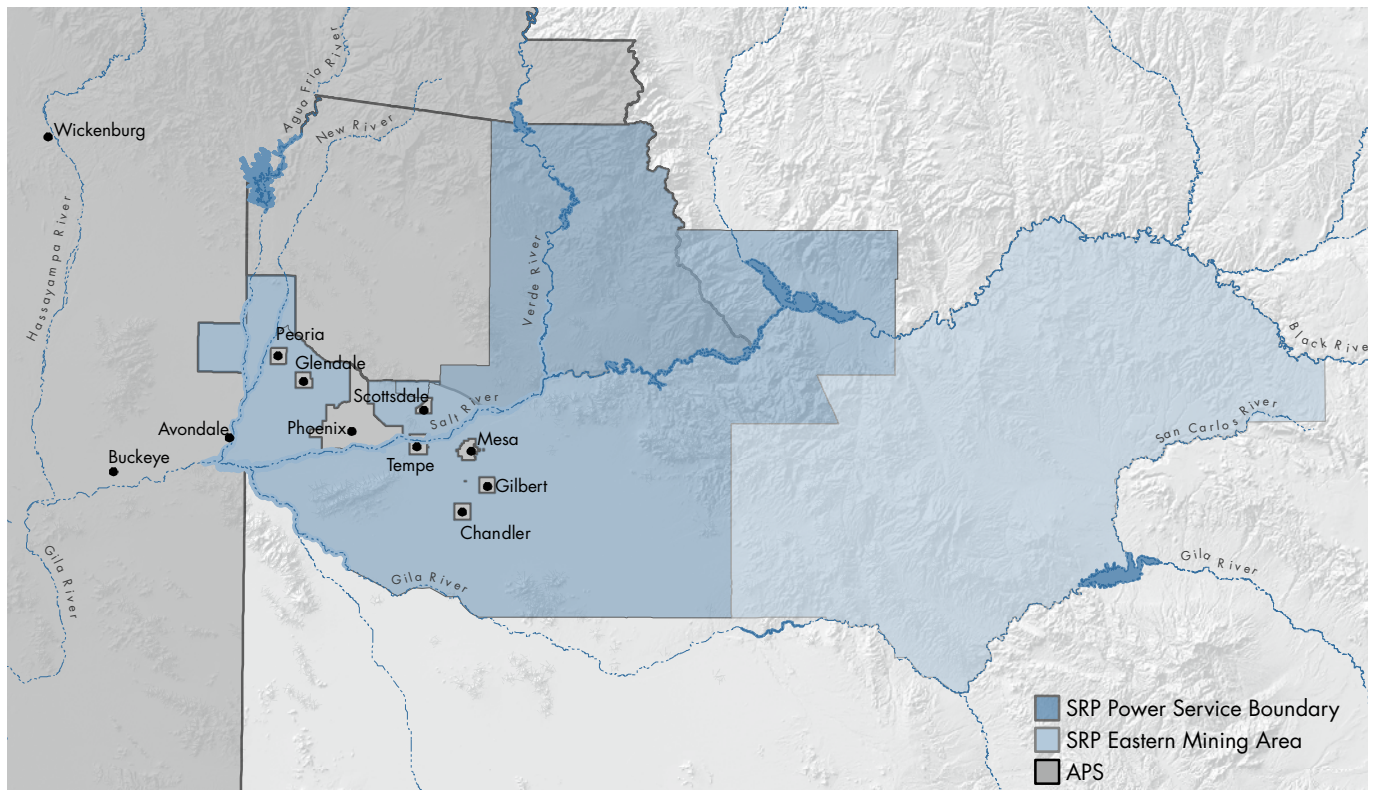 Agua Fria River
New River
Wickenburg
Hassayampa River
Verde River
Peoria
Glendale
Black River
Scottsdale
Salt River
San Carlos River
Avondale
Phoenix
Mesa
Buckeye
Tempe
Gilbert
Chandler
Gila River
Gila River
Gila River
SRP Power Service Boundary
SRP Eastern Mining Area
APS